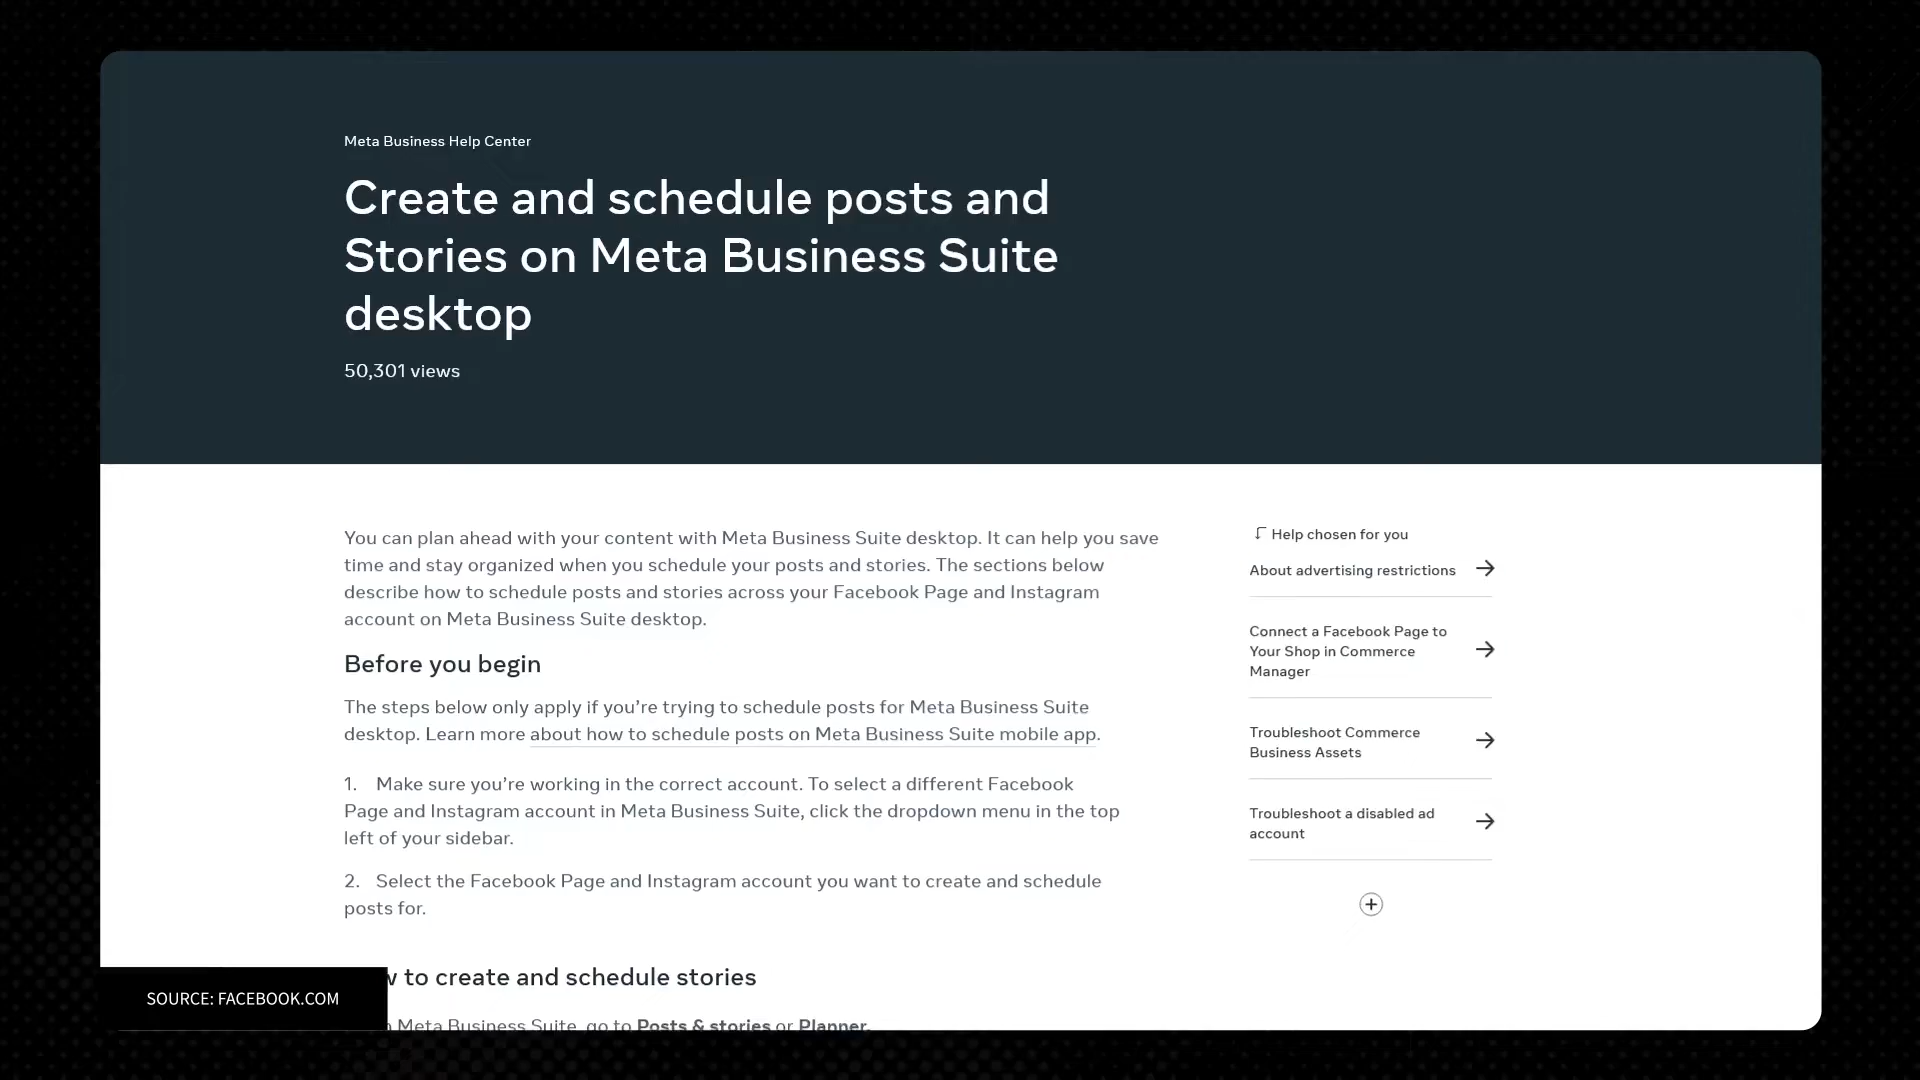 Meta Business Help Center
Create and schedule posts and
Stories on Meta Business Suite
desktop
50,301 views
You can plan ahead with your content with Meta Business Suite desktop. It can help you save
time and stay organized when you schedule your posts and stories. The sections below
describe how to schedule posts and stories across your Facebook Page and Instagram
account on Meta Business Suite desktop.
Before you begin
The steps below only apply if you’re trying to schedule posts for Meta Business Suite
desktop. Learn more about how to schedule posts on Meta Business Suite mobile app.
1. Make sure you’re working in the correct account. To select a different Facebook
Page and Instagram account in Meta Business Suite, click the dropdown menu in the top
left of your sidebar.
2. Select the Facebook Page and Instagram account you want to create and schedule
posts for.
to create and schedule stories
Meta Business Suite, go to Posts & stories or Planner.
Help chosen for you
About advertising restrictions
Connect a Facebook Page to
Your Shop in Commerce
Manager
Troubleshoot Commerce
Business Assets
Troubleshoot a disabled ad
account
SOURCE: FACEBOOK.COM